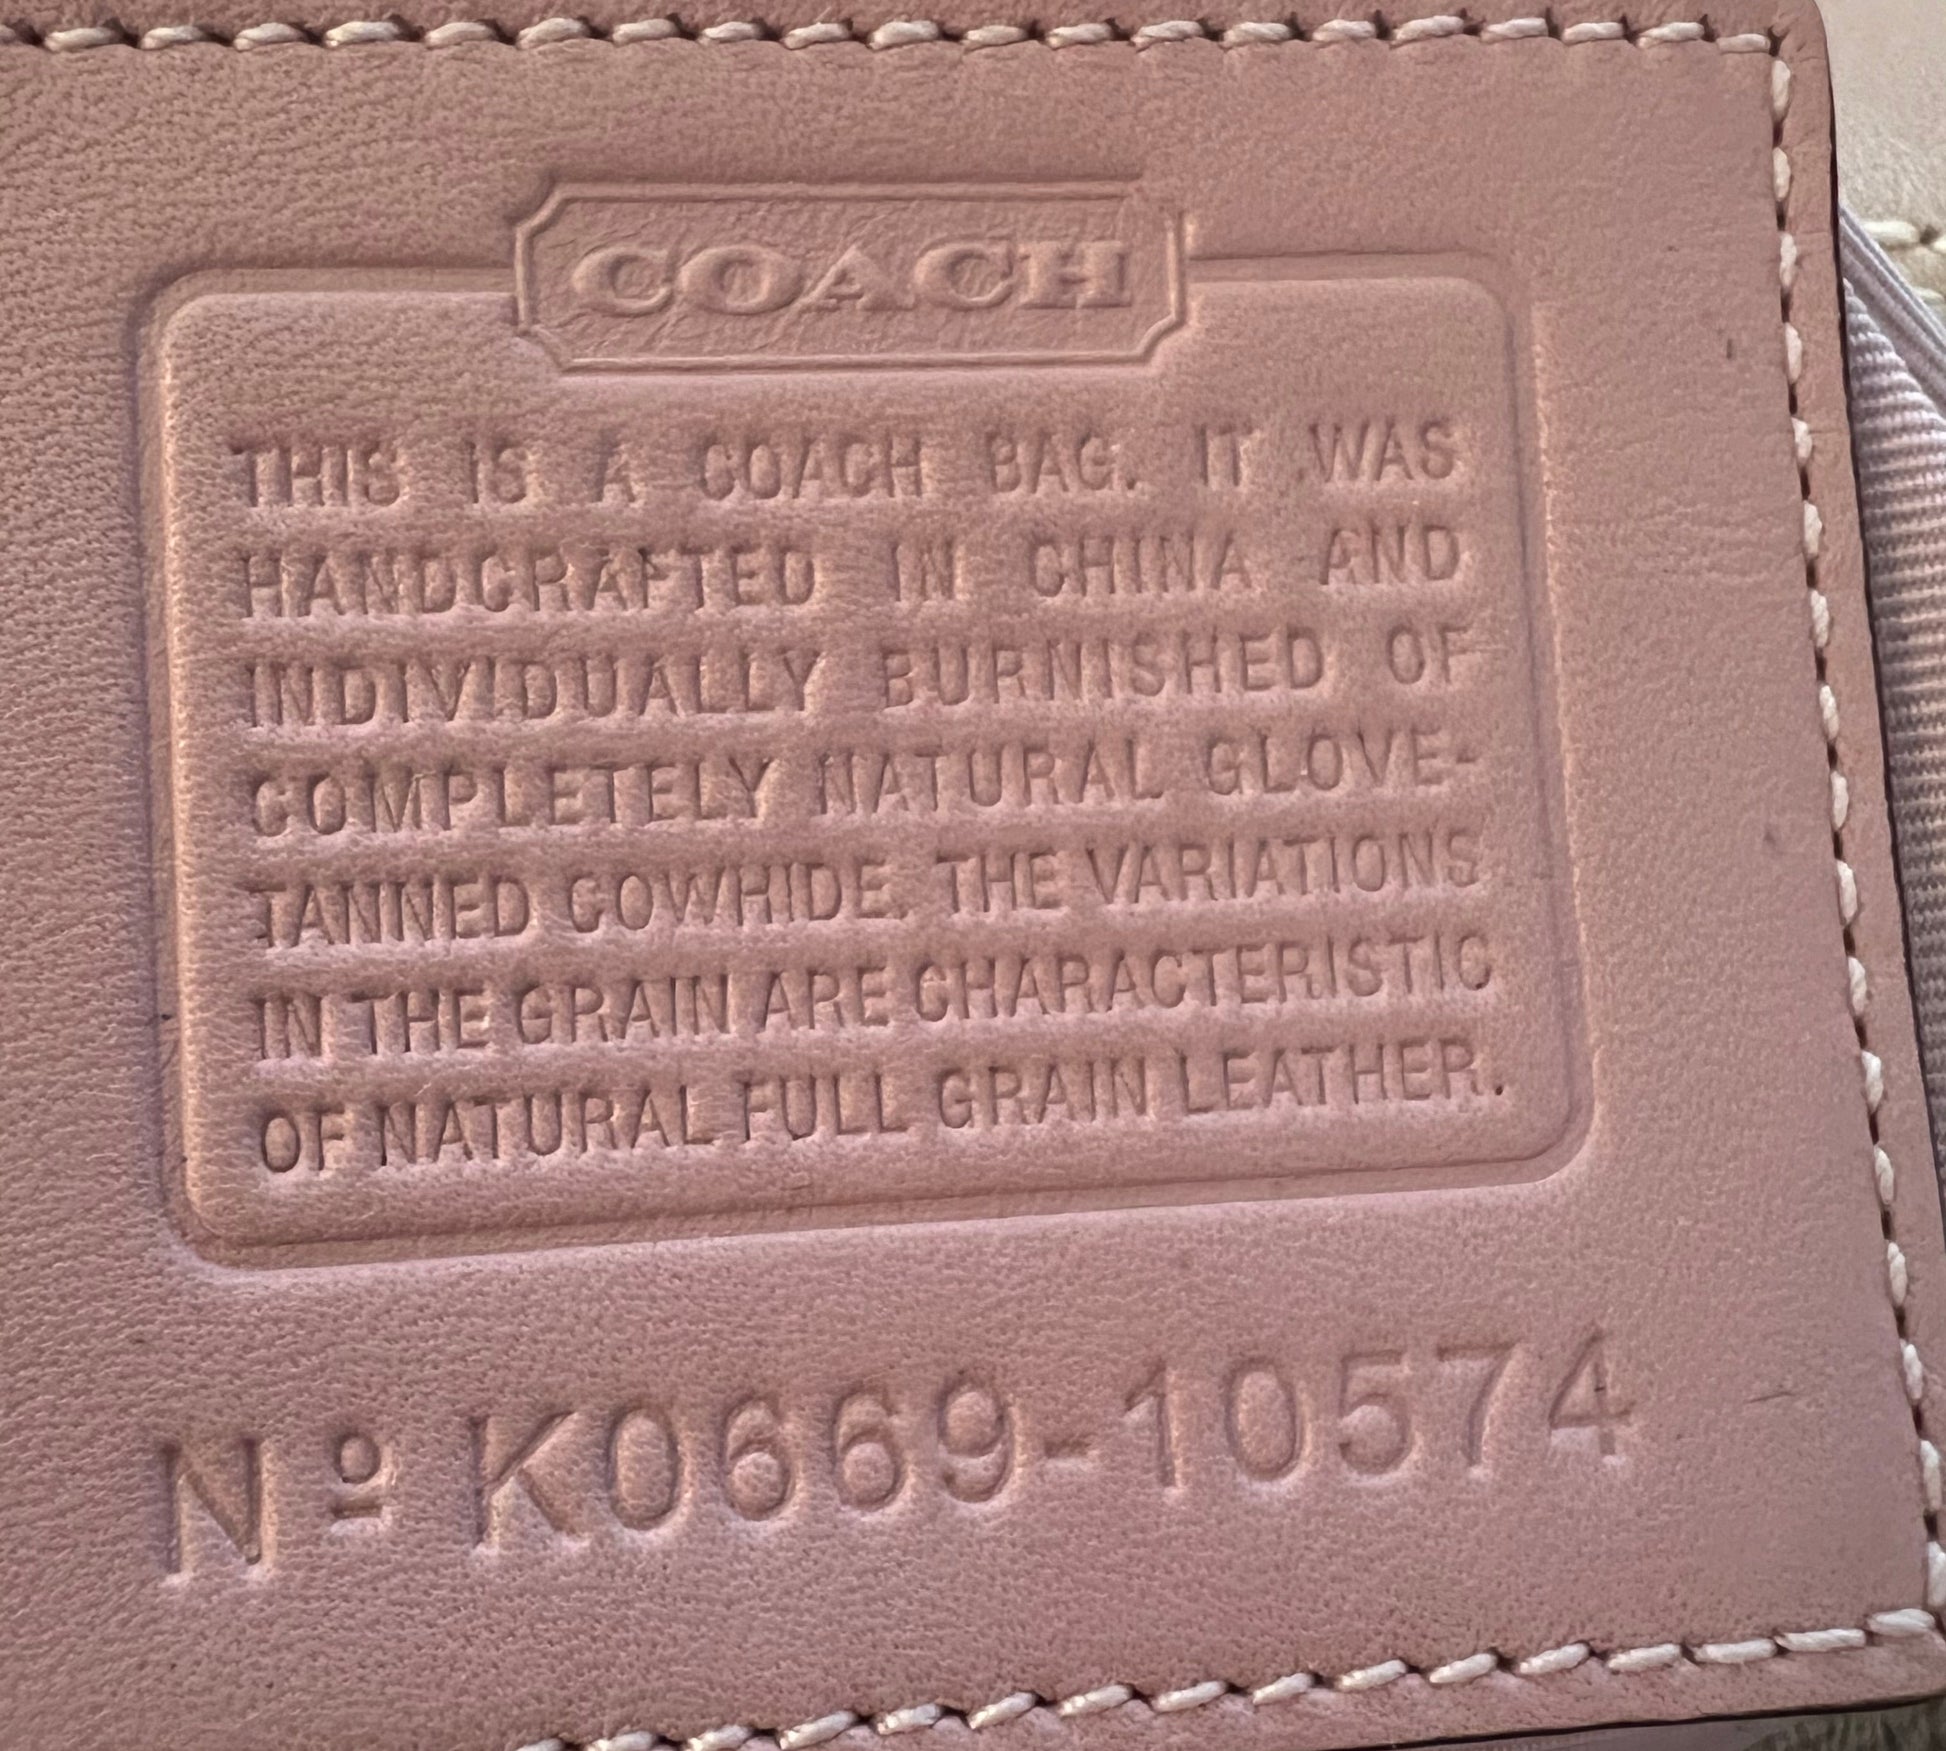 COACH
THIS IS A COACH BAG. IT WAS
HANDCRAFTED IN CHINA AND
INDIVIDUALLY BURNISHED OF
COMPLETELY NATURAL GLOVE-
TANNED COWHIDE. THE VARIATIONS
IN THE GRAIN ARE CHARACTERISTIC
OF NATURAL FULL GRAIN LEATHER.
Nº K0669-10574